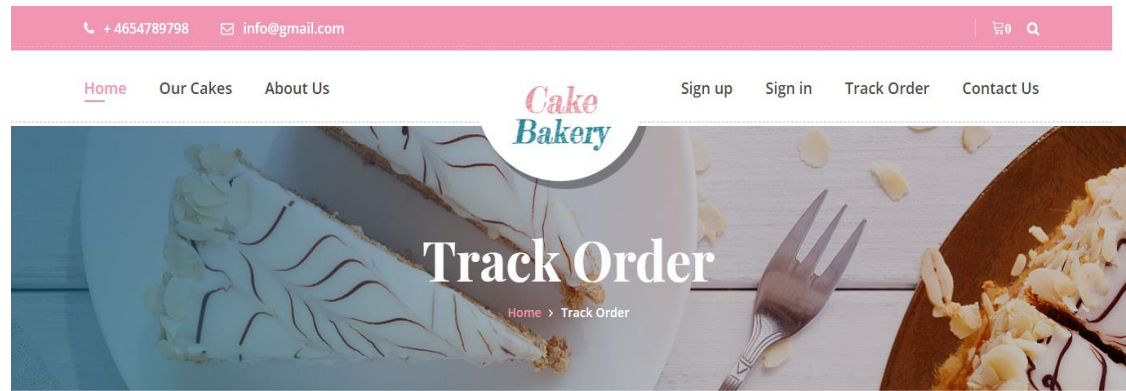 + 4654789798 info@gmail.com 0
Home Our Cakes About Us Sign up Sign in Track Order Contact Us
Cake
Bakery
Track Order
Home > Track Order